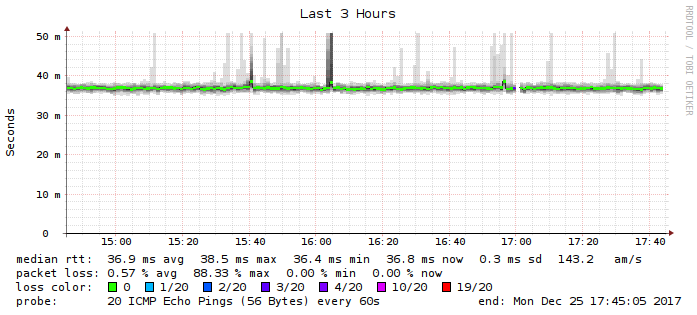 Last 3 Hours
RRDTOOL / TOBI OETIKER
Seconds
50 m
40 m
30 m
20 m
10 m
0
15:00 15:20 15:40 16:00 16:20 16:40 17:00 17:20 17:40
median rtt: 36.9 ms avg 38.5 ms max 36.4 ms min 36.8 ms now 0.3 ms sd 143.2 am/s
packet loss: 0.57 % avg 88.33 % max 0.00 % min 0.00 % now
loss color: 0 1/20 2/20 3/20 4/20 10/20 19/20
probe: 20 ICMP Echo Pings (56 Bytes) every 60s end: Mon Dec 25 17:45:05 2017